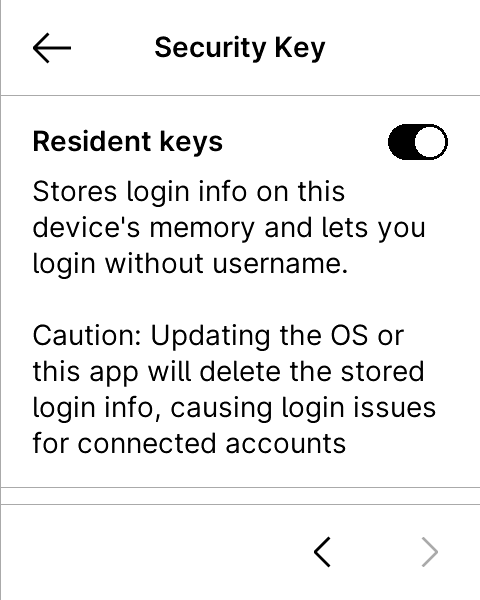 Security Key
Resident keys
Stores login info on this
device's memory and lets you
login without username.
Caution: Updating the OS or
this app will delete the stored
login info, causing login issues
for connected accounts